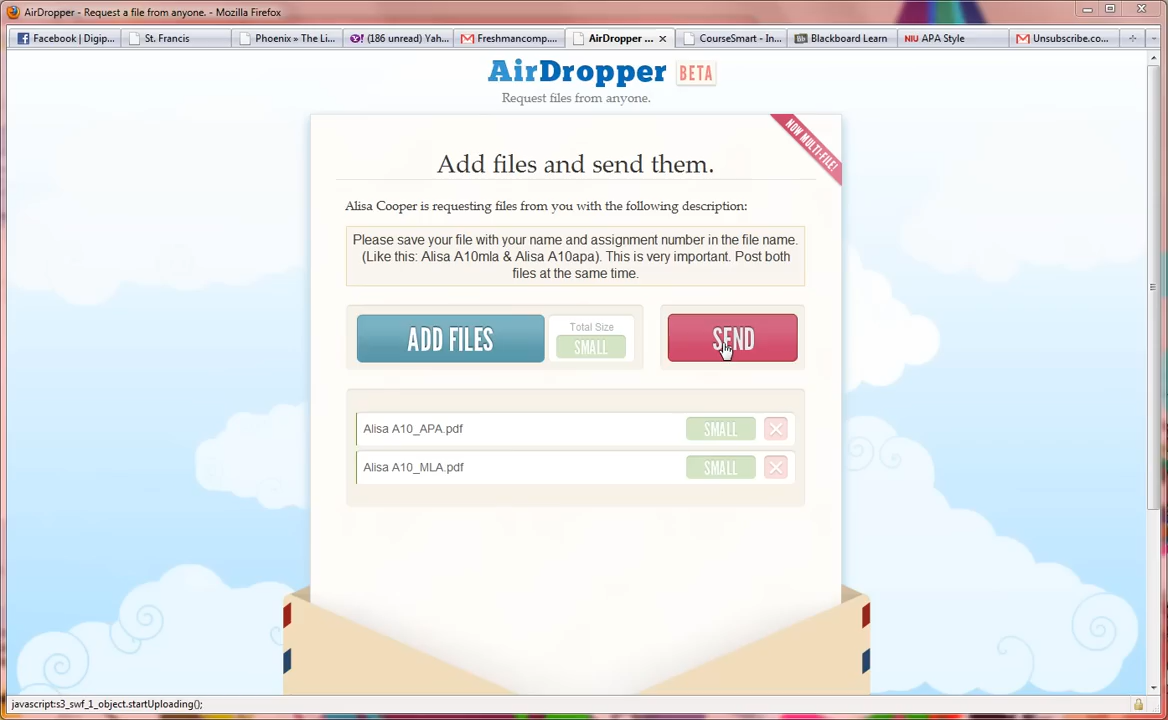 AirDropper - Request a file from anyone. - Mozilla Firefox
Facebook | Digip... St. Francis Phoenix » The Li... (186 unread) Yah... Freshmancomp.... AirDropper ... CourseSmart - In... Blackboard Learn NIU APA Style Unsubscribe.co...
AirDropper BETA
Request files from anyone.
NOW MULTI-FILE!
Add files and send them.
Alisa Cooper is requesting files from you with the following description:
Please save your file with your name and assignment number in the file name.
(Like this: Alisa A10mla & Alisa A10apa). This is very important. Post both
files at the same time.
ADD FILES Total Size SMALL SEND
Alisa A10_APA.pdf SMALL
Alisa A10_MLA.pdf SMALL
javascript:s3_swf_1_object.startUploading();